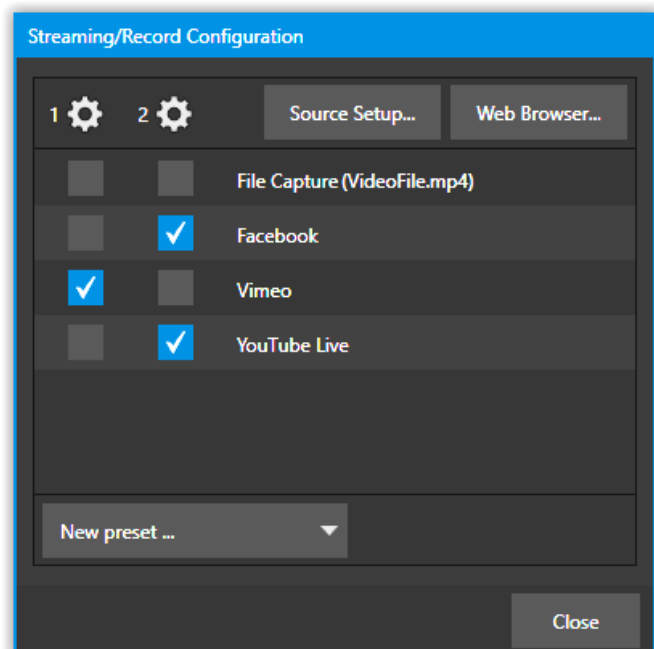 Streaming/Record Configuration
1 2 Source Setup... Web Browser...
File Capture (VideoFile.mp4)
Facebook
Vimeo
YouTube Live
New preset ...
Close